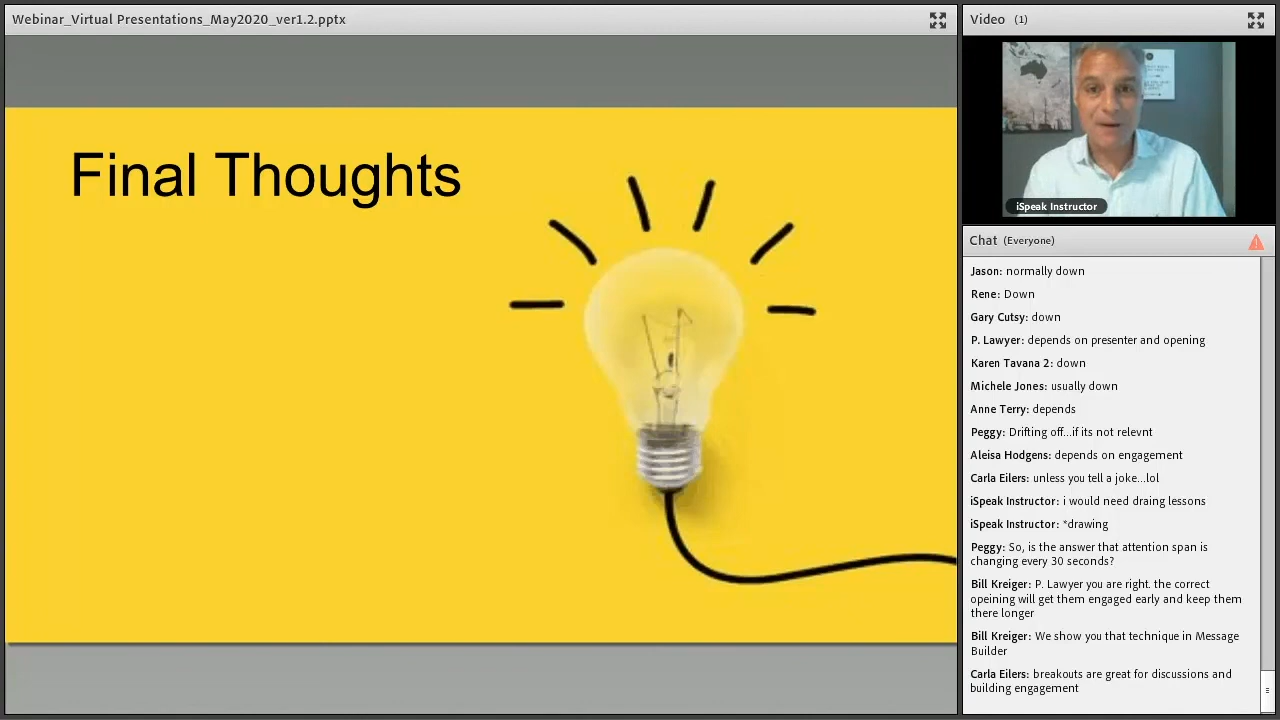 Webinar_Virtual Presentations_May2020_ver1.2.pptx
Final Thoughts
Video (1)
iSpeak Instructor
Chat (Everyone)
Jason: normally down
Rene: Down
Gary Cutsy: down
P. Lawyer: depends on presenter and opening
Karen Tavana 2: down
Michele Jones: usually down
Anne Terry: depends
Peggy: Drifting off...if its not relevnt
Aleisa Hodgens: depends on engagement
Carla Eilers: unless you tell a joke...lol
iSpeak Instructor: i would need draing lessons
iSpeak Instructor: *drawing
Peggy: So, is the answer that attention span is
changing every 30 seconds?
Bill Kreiger: P. Lawyer you are right. the correct
opeining will get them engaged early and keep them
there longer
Bill Kreiger: We show you that technique in Message
Builder
Carla Eilers: breakouts are great for discussions and
building engagement